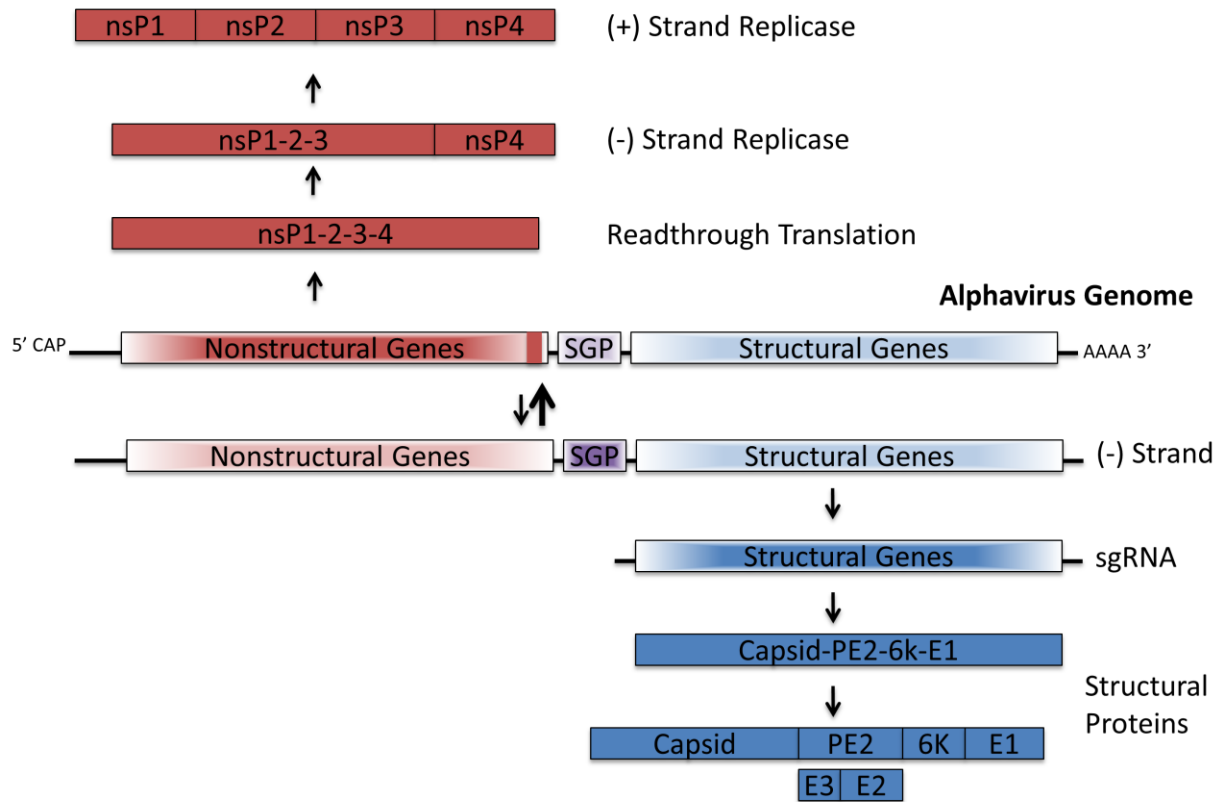 nsP1 nsP2 nsP3 nsP4 (+) Strand Replicase
nsP1-2-3 nsP4 (-) Strand Replicase
nsP1-2-3-4 Readthrough Translation
Alphavirus Genome
5’ CAP Nonstructural Genes SGP Structural Genes AAAA 3’
Nonstructural Genes SGP Structural Genes (-) Strand
Structural Genes sgRNA
Capsid-PE2-6k-E1
Structural
Proteins
Capsid PE2 6K E1
E3 E2